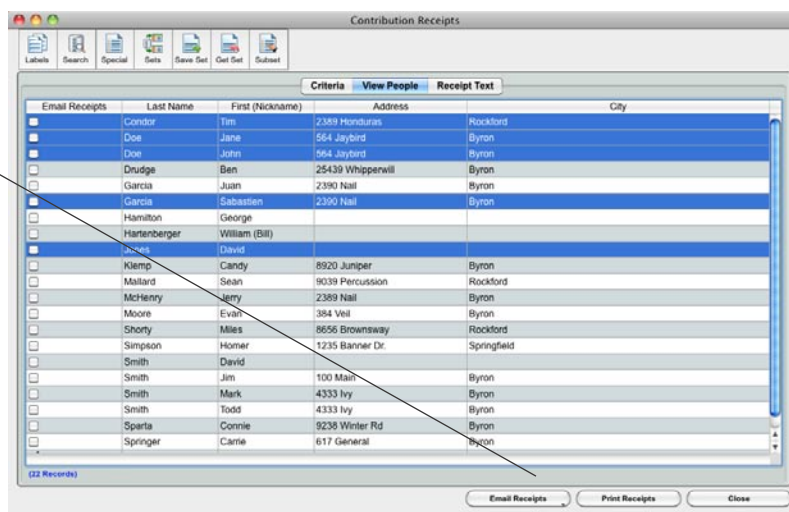 Contribution Receipts
Labels Search Special Sets Save Set Get Set Subset
Criteria View People Receipt Text
Email Receipts Last Name First (Nickname) Address City
Condor Tim 2389 Honduras Rockford
Doe Jane 564 Jaybird Byron
Doe John 564 Jaybird Byron
Drudge Ben 25439 Whipperwill Byron
Garcia Juan 2390 Nail Byron
Garcia Sabastien 2390 Nail Byron
Hamilton George
Hartenberger William (Bill)
Jones David
Klemp Candy 8920 Juniper Byron
Mallard Sean 9039 Percussion Rockford
McHenry Jerry 2389 Nail Byron
Moore Evan 384 Veil Byron
Shorty Miles 8656 Brownsway Rockford
Simpson Homer 1235 Banner Dr. Springfield
Smith David
Smith Jim 100 Main Byron
Smith Mark 4333 Ivy Byron
Smith Todd 4333 Ivy Byron
Sparta Connie 9238 Winter Rd Byron
Springer Carrie 617 General Byron
(22 Records)
Email Receipts Print Receipts Close